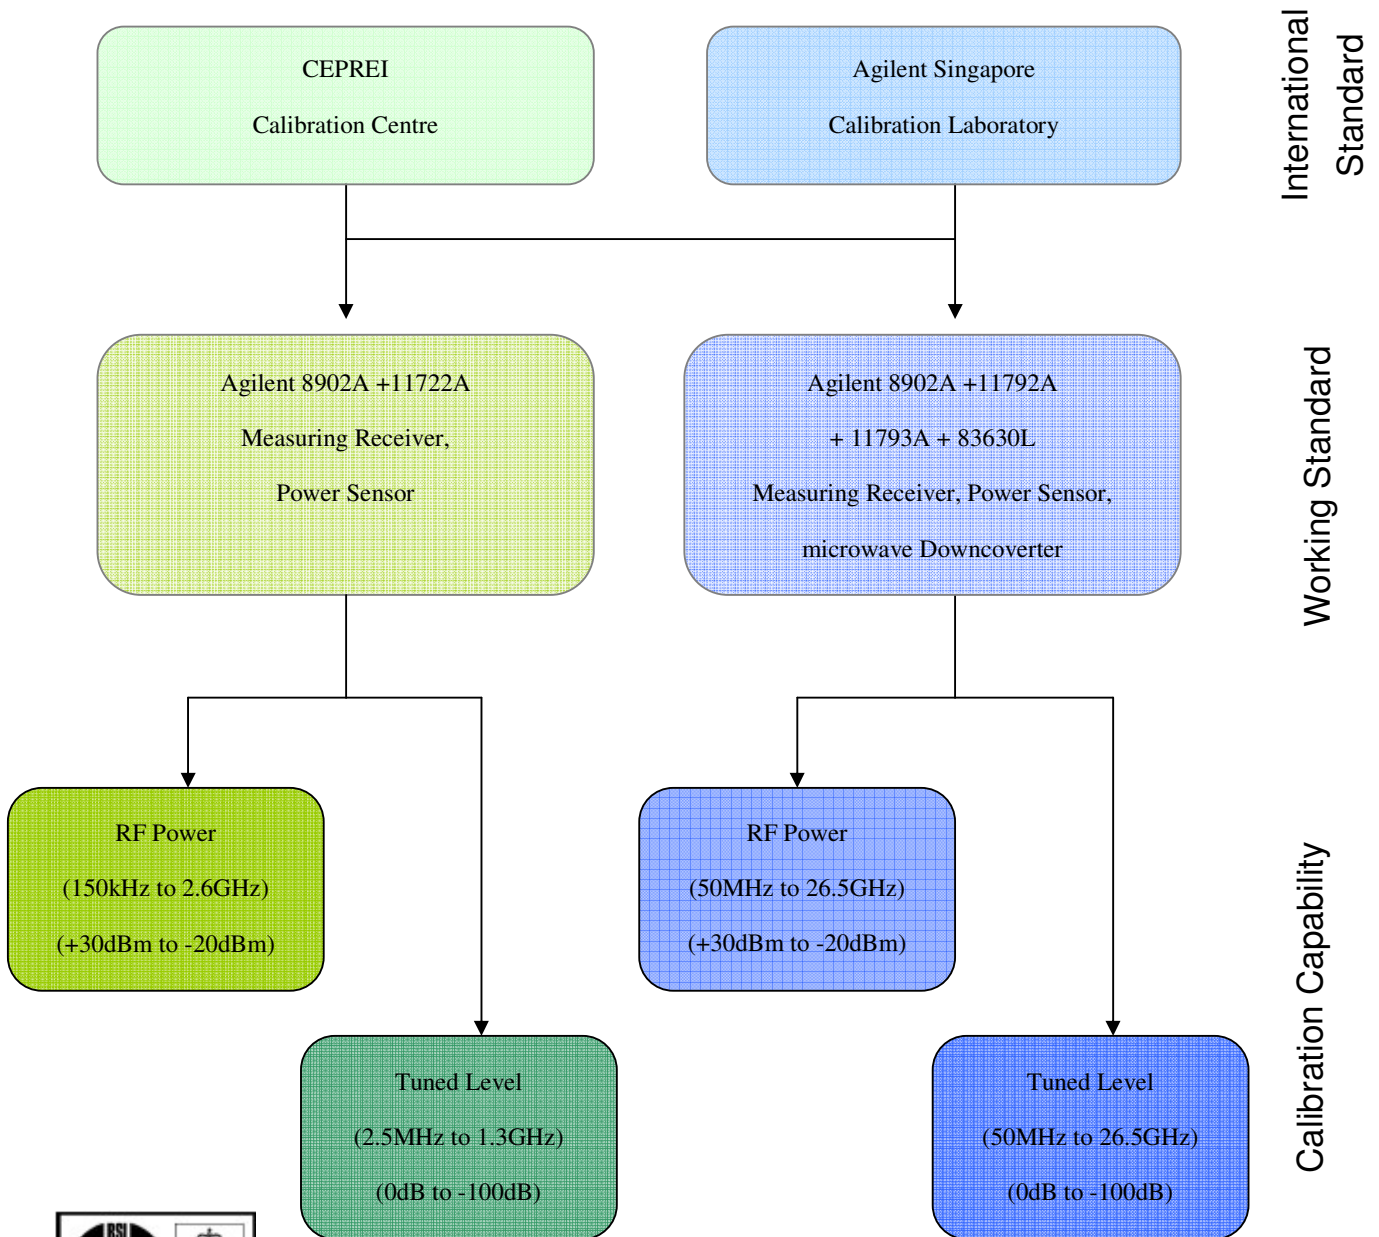 CEPREI
Calibration Centre
Agilent Singapore
Calibration Laboratory
International
Standard
Agilent 8902A +11722A
Measuring Receiver,
Power Sensor
Agilent 8902A +11792A
+ 11793A + 83630L
Measuring Receiver, Power Sensor,
microwave Downcoverter
Working Standard
RF Power
(150kHz to 2.6GHz)
(+30dBm to -20dBm)
RF Power
(50MHz to 26.5GHz)
(+30dBm to -20dBm)
Calibration Capability
Tuned Level
(2.5MHz to 1.3GHz)
(0dB to -100dB)
Tuned Level
(50MHz to 26.5GHz)
(0dB to -100dB)
BSI